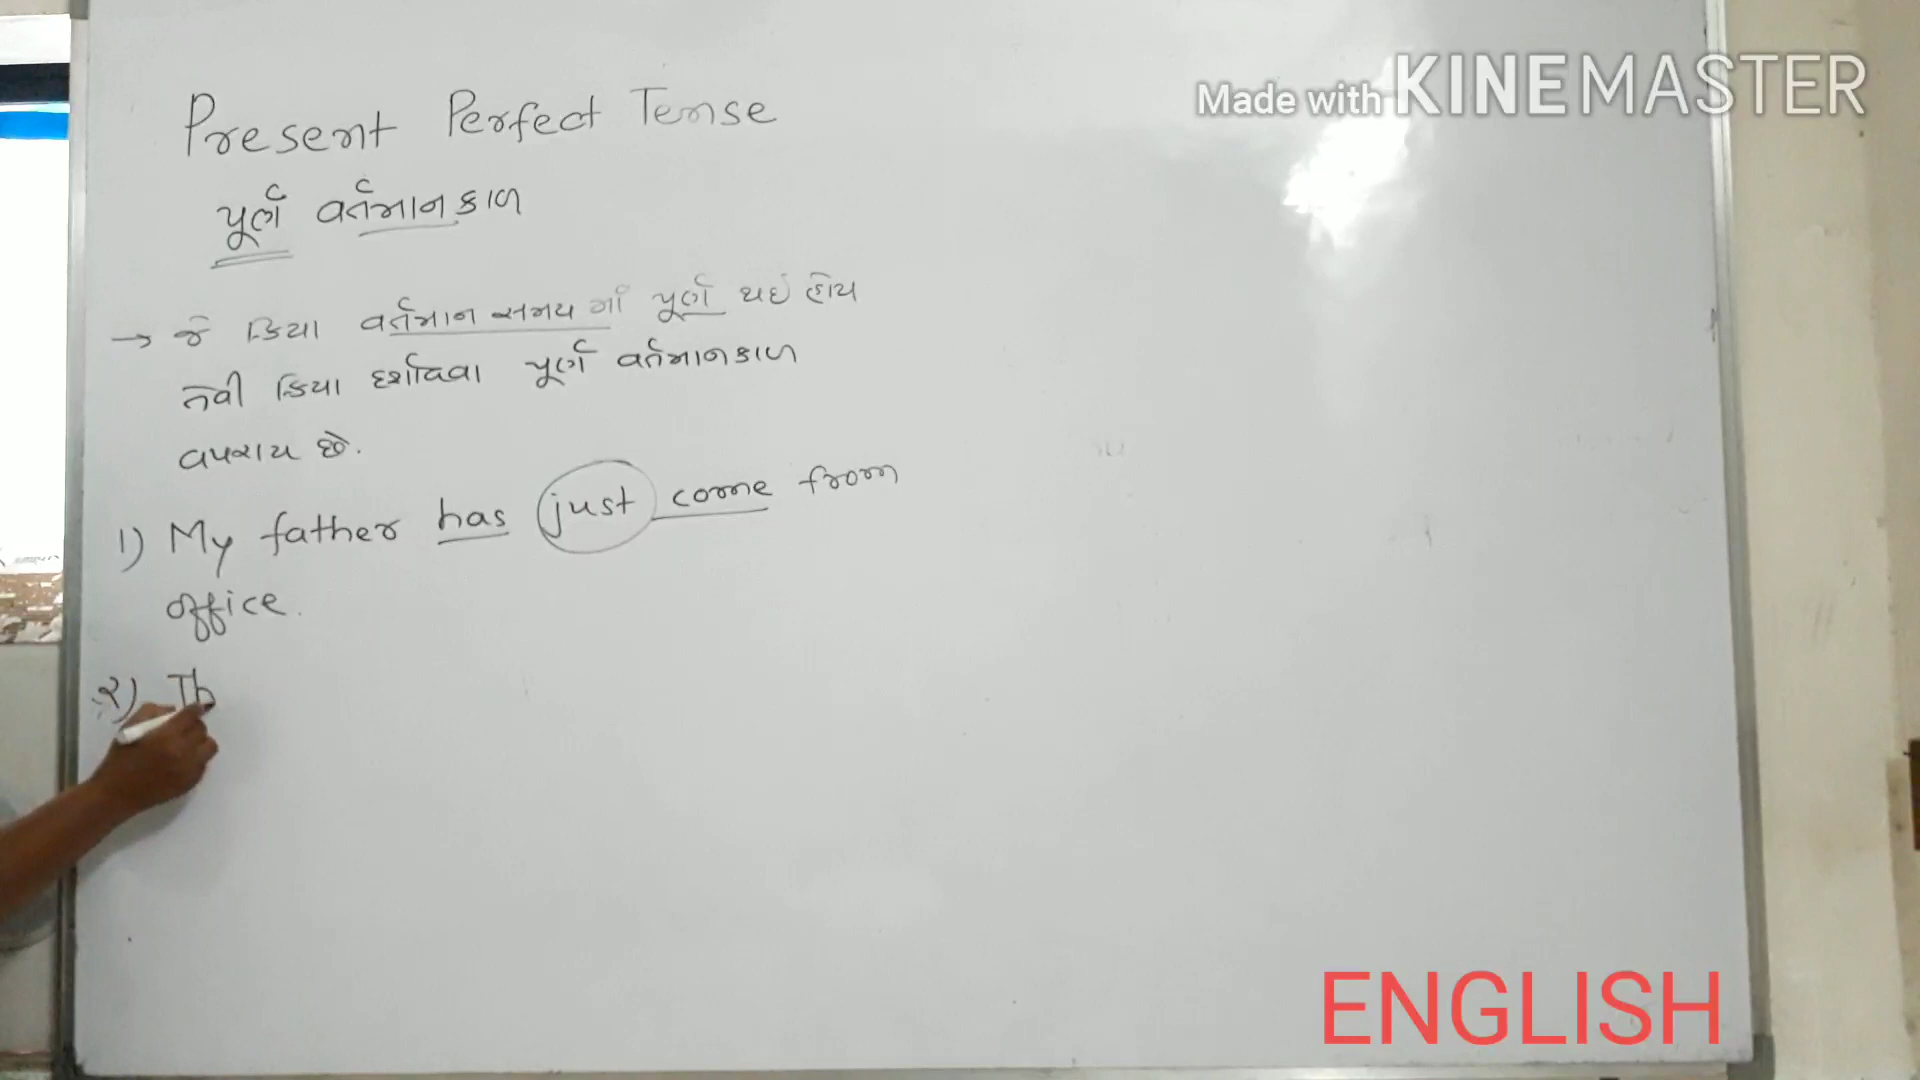 Made with KINEMASTER
Present Perfect Tense
પૂર્ણ વર્તમાનકાળ
→ જે ક્રિયા વર્તમાન સમય માં પૂર્ણ થઇ હોય
તેવી ક્રિયા દર્શાવવા પૂર્ણ વર્તમાનકાળ
વપરાય છે.
1) My father has just come from
office.
૨) Th
ENGLISH